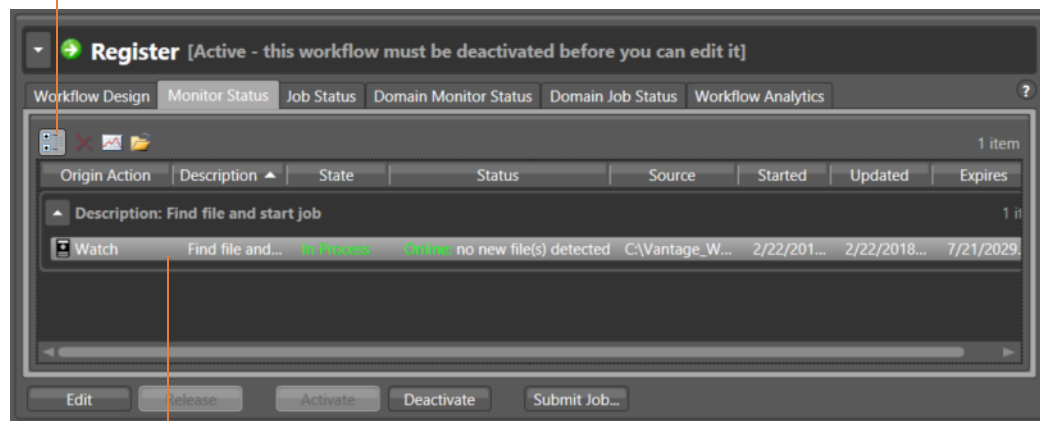 Register [Active - this workflow must be deactivated before you can edit it]
Workflow Design Monitor Status Job Status Domain Monitor Status Domain Job Status Workflow Analytics ?
1 item
Origin Action Description State Status Source Started Updated Expires
Description: Find file and start job 1 it
Watch Find file and... In Process Online: no new file(s) detected C:\Vantage_W... 2/22/201... 2/22/2018... 7/21/2029...
Edit Release Activate Deactivate Submit Job...